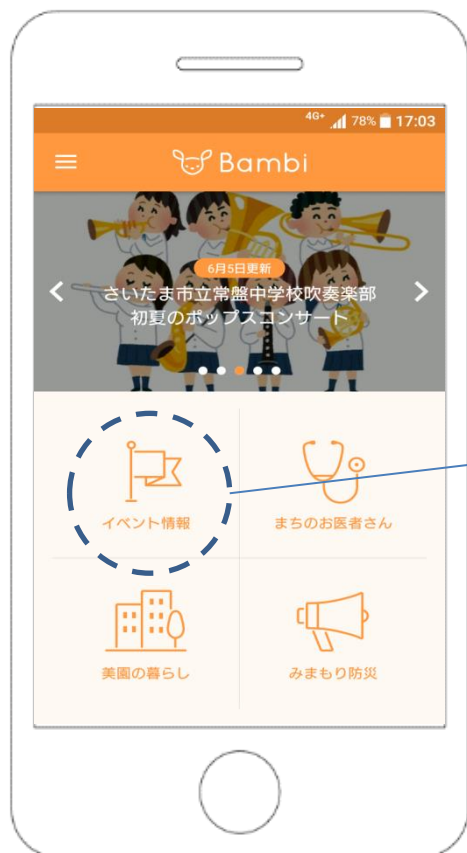 4G+ 78% 17:03
Bambi
6月5日更新
さいたま市立常盤中学校吹奏楽部
初夏のポップスコンサート
イベント情報
まちのお医者さん
美園の暮らし
みまもり防災